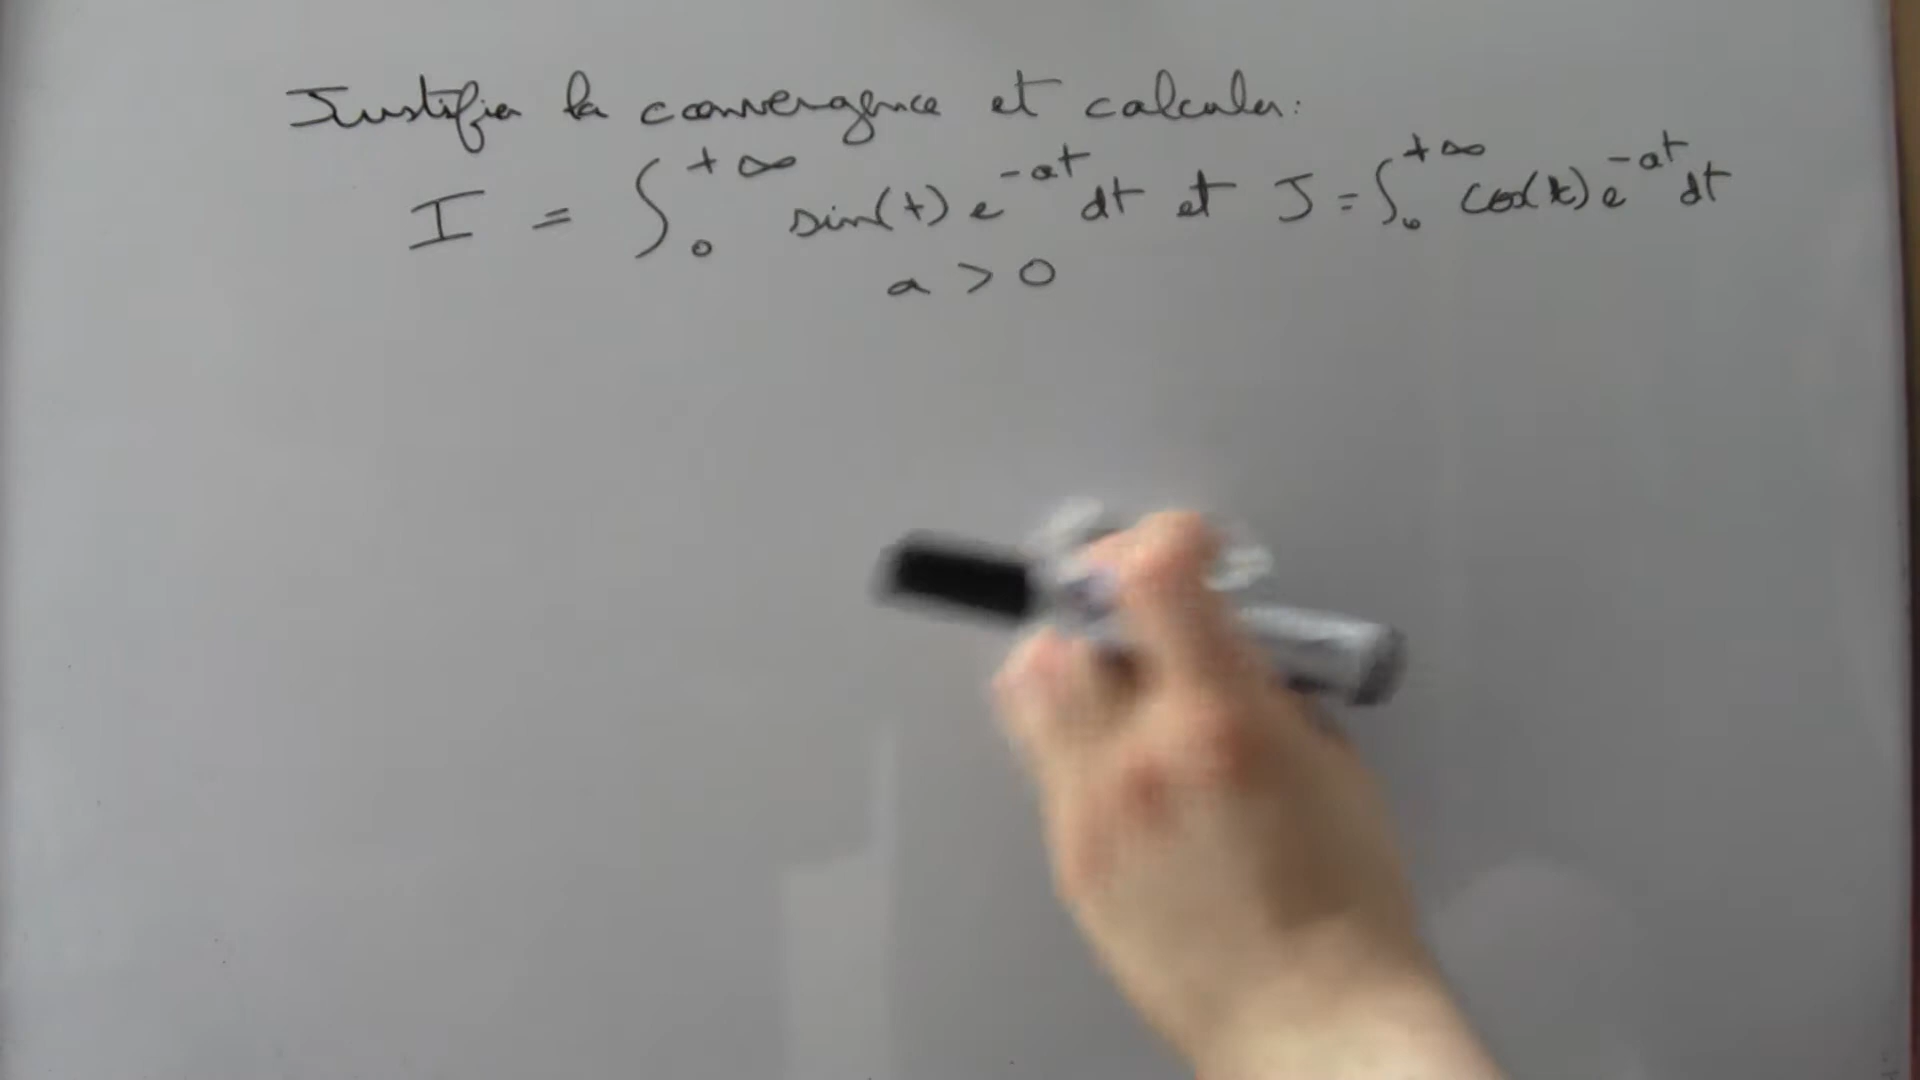 Justifier la convergence et calculer:
I = ∫₀^{+∞} sin(t) e^{-at} dt et J = ∫₀^{+∞} cos(t) e^{-at} dt
a > 0